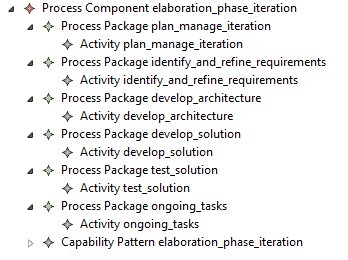 Process Component elaboration_phase_iteration
Process Package plan_manage_iteration
Activity plan_manage_iteration
Process Package identify_and_refine_requirements
Activity identify_and_refine_requirements
Process Package develop_architecture
Activity develop_architecture
Process Package develop_solution
Activity develop_solution
Process Package test_solution
Activity test_solution
Process Package ongoing_tasks
Activity ongoing_tasks
Capability Pattern elaboration_phase_iteration